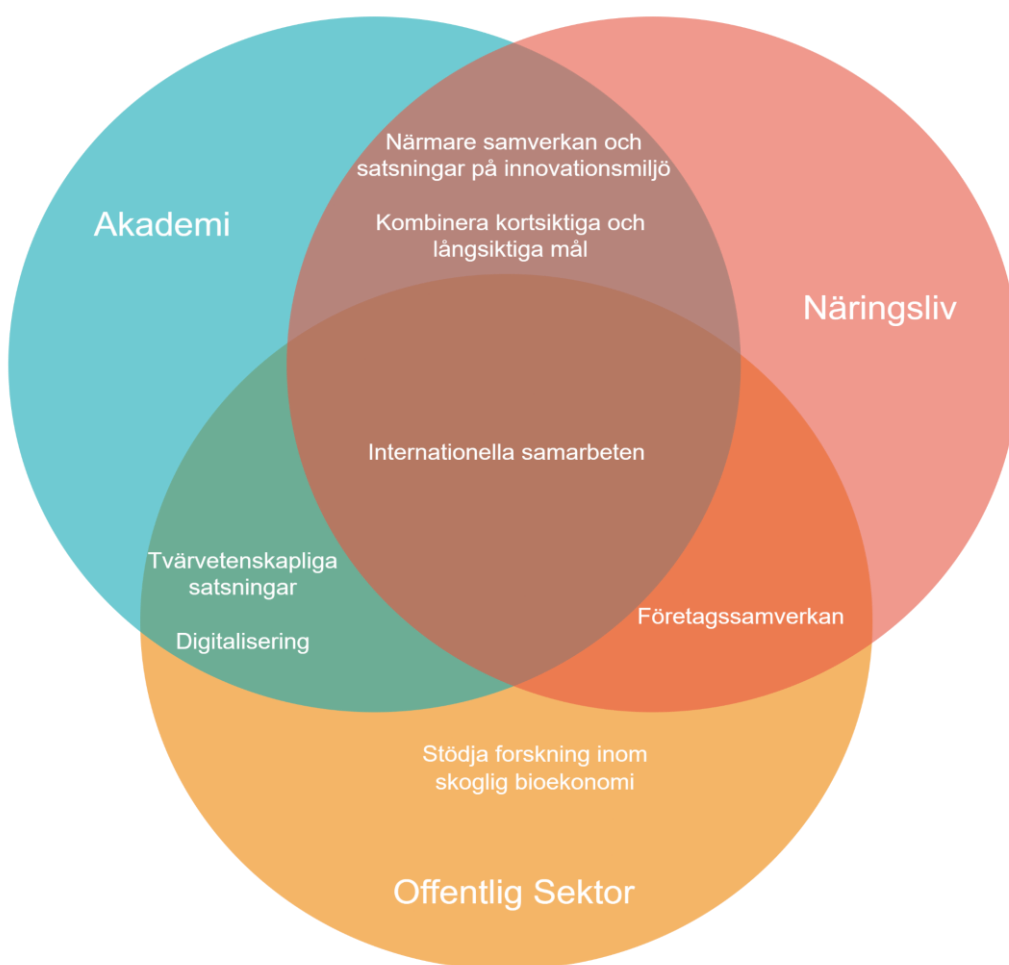 Närmare samverkan och
satsningar på innovationsmiljö
Akademi
Kombinera kortsiktiga och
långsiktiga mål
Näringsliv
Internationella samarbeten
Tvärvetenskapliga
satsningar
Företagssamverkan
Digitalisering
Stödja forskning inom
skoglig bioekonomi
Offentlig Sektor